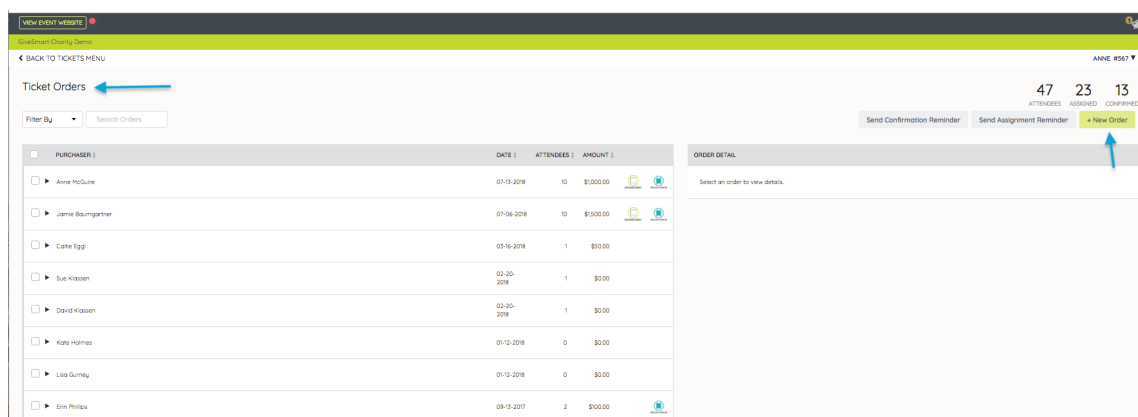 VIEW EVENT WEBSITE
1
GiveSmart Charity Demo
BACK TO TICKETS MENU
ANNE #567
Ticket Orders
47 23 13
ATTENDEES ASSIGNED CONFIRMED
Filter By Search Orders Send Confirmation Reminder Send Assignment Reminder + New Order
PURCHASER DATE ATTENDEES AMOUNT ORDER DETAIL
Anne McGuire 07-13-2018 10 $1,000.00 Select an order to view details.
Jamie Baumgartner 07-06-2018 10 $1,500.00
Caitie Eggl 03-16-2018 1 $50.00
Sue Klassen 02-20-2018 1 $0.00
David Klassen 02-20-2018 1 $0.00
Kate Holmes 01-12-2018 0 $0.00
Lisa Gurney 01-12-2018 0 $0.00
Erin Phillips 09-13-2017 2 $100.00